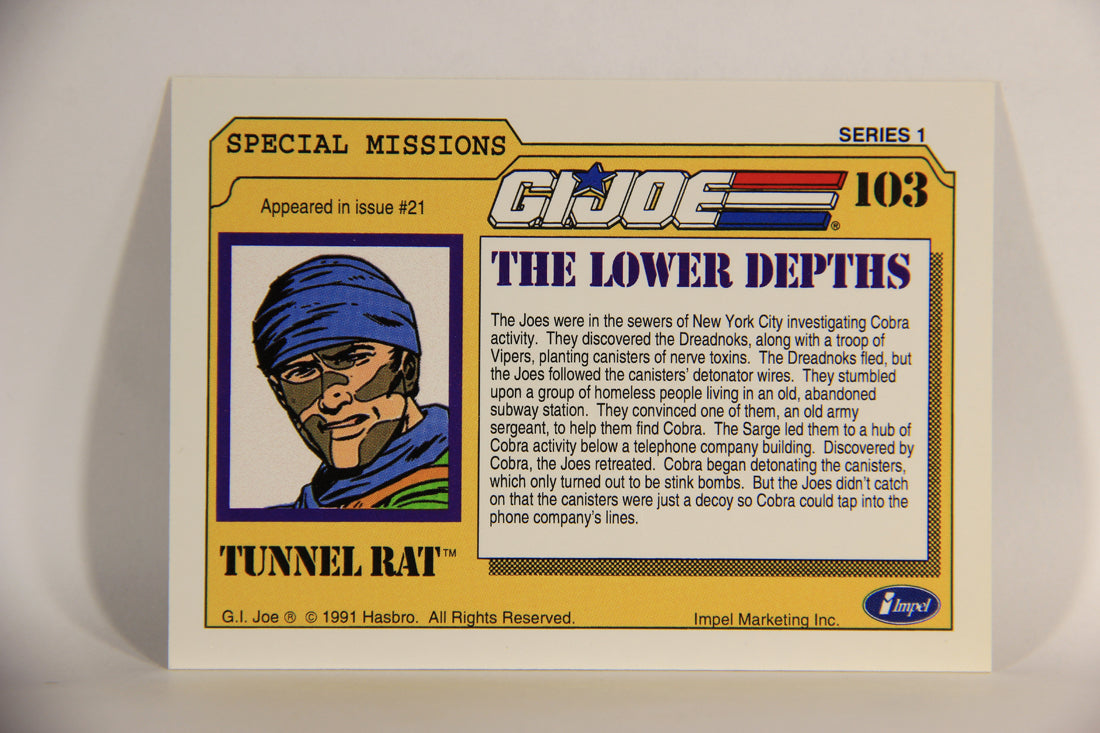 SPECIAL MISSIONS
SERIES 1
Appeared in issue #21
G.I.JOE ®
103
THE LOWER DEPTHS
The Joes were in the sewers of New York City investigating Cobra
activity. They discovered the Dreadnoks, along with a troop of
Vipers, planting canisters of nerve toxins. The Dreadnoks fled, but
the Joes followed the canisters' detonator wires. They stumbled
upon a group of homeless people living in an old, abandoned
subway station. They convinced one of them, an old army
sergeant, to help them find Cobra. The Sarge led them to a hub of
Cobra activity below a telephone company building. Discovered by
Cobra, the Joes retreated. Cobra began detonating the canisters,
which only turned out to be stink bombs. But the Joes didn't catch
on that the canisters were just a decoy so Cobra could tap into the
phone company's lines.
TUNNEL RAT™
G.I. Joe ® © 1991 Hasbro. All Rights Reserved.
Impel Marketing Inc.
Impel